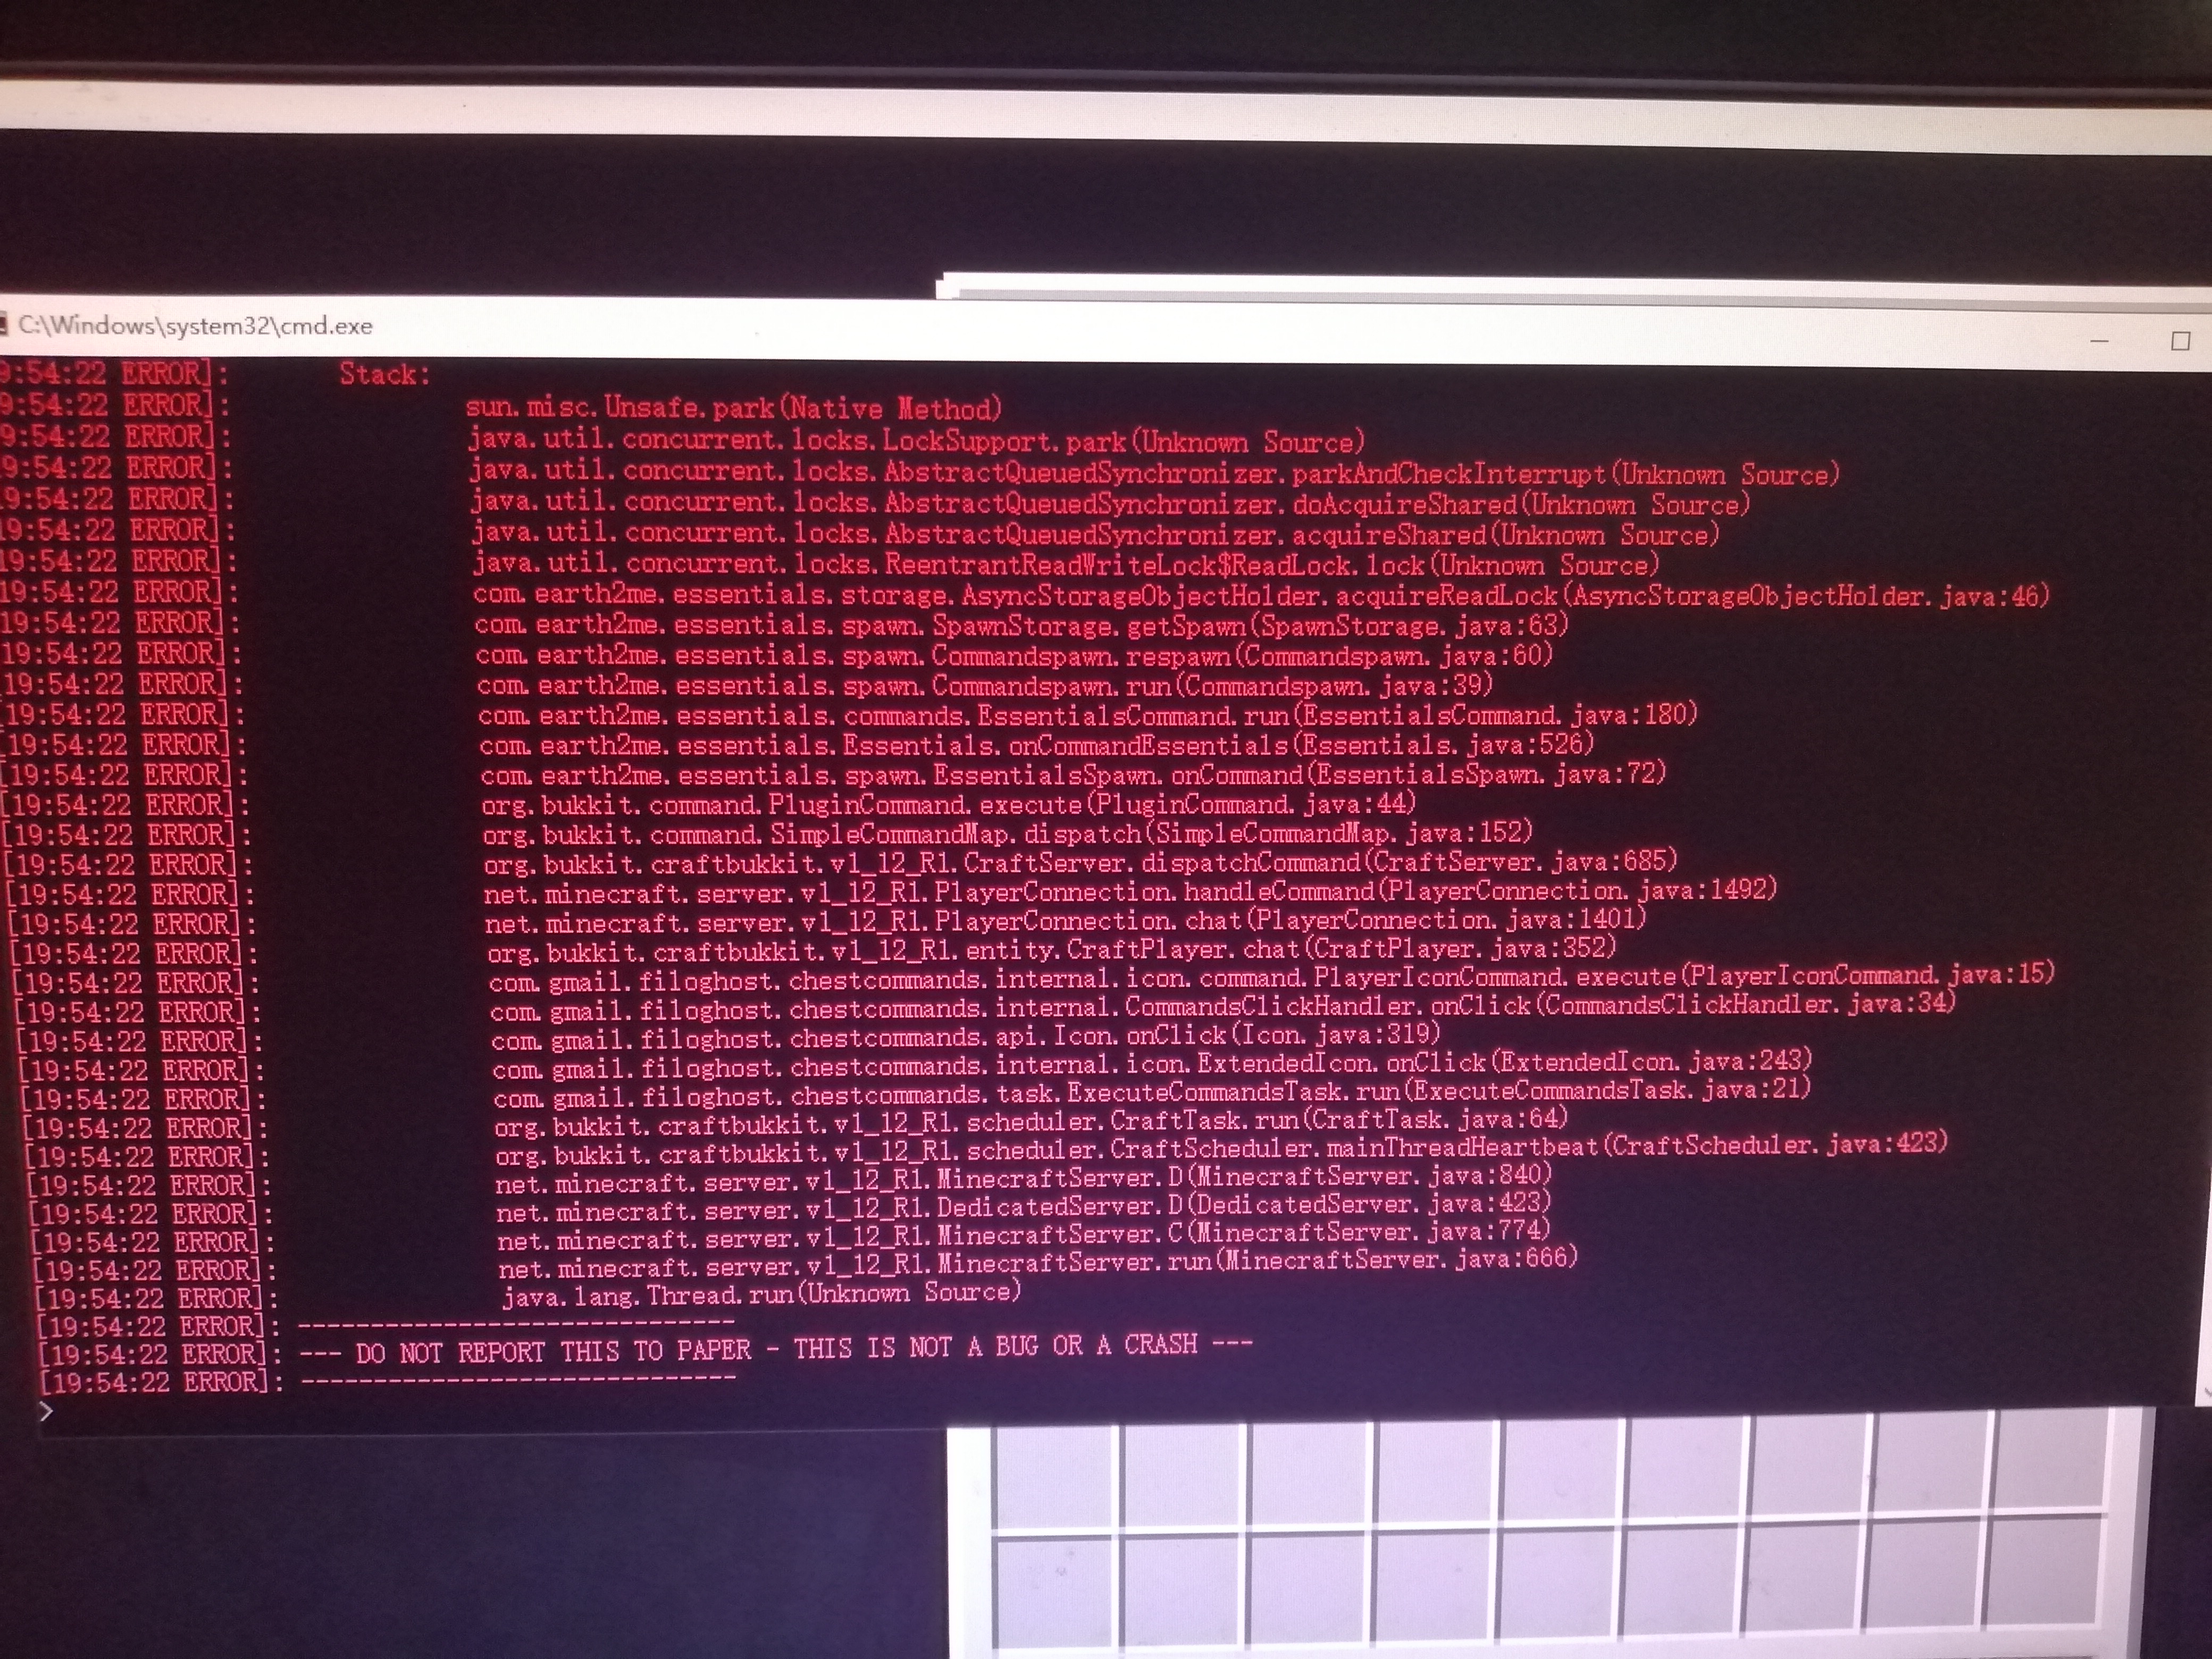 C:\Windows\system32\cmd.exe
9:54:22 ERROR]: Stack:
9:54:22 ERROR]: sun.misc.Unsafe.park(Native Method)
9:54:22 ERROR]: java.util.concurrent.locks.LockSupport.park(Unknown Source)
9:54:22 ERROR]: java.util.concurrent.locks.AbstractQueuedSynchronizer.parkAndCheckInterrupt(Unknown Source)
19:54:22 ERROR]: java.util.concurrent.locks.AbstractQueuedSynchronizer.doAcquireShared(Unknown Source)
19:54:22 ERROR]: java.util.concurrent.locks.AbstractQueuedSynchronizer.acquireShared(Unknown Source)
19:54:22 ERROR]: java.util.concurrent.locks.ReentrantReadWriteLock$ReadLock.lock(Unknown Source)
19:54:22 ERROR]: com.earth2me.essentials.storage.AsyncStorageObjectHolder.acquireReadLock(AsyncStorageObjectHolder.java:46)
19:54:22 ERROR]: com.earth2me.essentials.spawn.SpawnStorage.getSpawn(SpawnStorage.java:63)
19:54:22 ERROR]: com.earth2me.essentials.spawn.Commandspawn.respawn(Commandspawn.java:60)
19:54:22 ERROR]: com.earth2me.essentials.spawn.Commandspawn.run(Commandspawn.java:39)
[19:54:22 ERROR]: com.earth2me.essentials.commands.EssentialsCommand.run(EssentialsCommand.java:180)
[19:54:22 ERROR]: com.earth2me.essentials.Essentials.onCommandEssentials(Essentials.java:526)
[19:54:22 ERROR]: com.earth2me.essentials.spawn.EssentialsSpawn.onCommand(EssentialsSpawn.java:72)
[19:54:22 ERROR]: org.bukkit.command.PluginCommand.execute(PluginCommand.java:44)
[19:54:22 ERROR]: org.bukkit.command.SimpleCommandMap.dispatch(SimpleCommandMap.java:152)
[19:54:22 ERROR]: org.bukkit.craftbukkit.v1_12_R1.CraftServer.dispatchCommand(CraftServer.java:685)
[19:54:22 ERROR]: net.minecraft.server.v1_12_R1.PlayerConnection.handleCommand(PlayerConnection.java:1492)
[19:54:22 ERROR]: net.minecraft.server.v1_12_R1.PlayerConnection.chat(PlayerConnection.java:1401)
[19:54:22 ERROR]: org.bukkit.craftbukkit.v1_12_R1.entity.CraftPlayer.chat(CraftPlayer.java:352)
[19:54:22 ERROR]: com.gmail.filoghost.chestcommands.internal.icon.command.PlayerIconCommand.execute(PlayerIconCommand.java:15)
[19:54:22 ERROR]: com.gmail.filoghost.chestcommands.internal.CommandsClickHandler.onClick(CommandsClickHandler.java:34)
[19:54:22 ERROR]: com.gmail.filoghost.chestcommands.api.Icon.onClick(Icon.java:319)
[19:54:22 ERROR]: com.gmail.filoghost.chestcommands.internal.icon.ExtendedIcon.onClick(ExtendedIcon.java:243)
[19:54:22 ERROR]: com.gmail.filoghost.chestcommands.task.ExecuteCommandsTask.run(ExecuteCommandsTask.java:21)
[19:54:22 ERROR]: org.bukkit.craftbukkit.v1_12_R1.scheduler.CraftTask.run(CraftTask.java:64)
[19:54:22 ERROR]: org.bukkit.craftbukkit.v1_12_R1.scheduler.CraftScheduler.mainThreadHeartbeat(CraftScheduler.java:423)
[19:54:22 ERROR]: net.minecraft.server.v1_12_R1.MinecraftServer.D(MinecraftServer.java:840)
[19:54:22 ERROR]: net.minecraft.server.v1_12_R1.DedicatedServer.D(DedicatedServer.java:423)
[19:54:22 ERROR]: net.minecraft.server.v1_12_R1.MinecraftServer.C(MinecraftServer.java:774)
[19:54:22 ERROR]: net.minecraft.server.v1_12_R1.MinecraftServer.run(MinecraftServer.java:666)
[19:54:22 ERROR]: java.lang.Thread.run(Unknown Source)
[19:54:22 ERROR]: ------------------------------
[19:54:22 ERROR]: --- DO NOT REPORT THIS TO PAPER - THIS IS NOT A BUG OR A CRASH ---
[19:54:22 ERROR]: ------------------------------
>